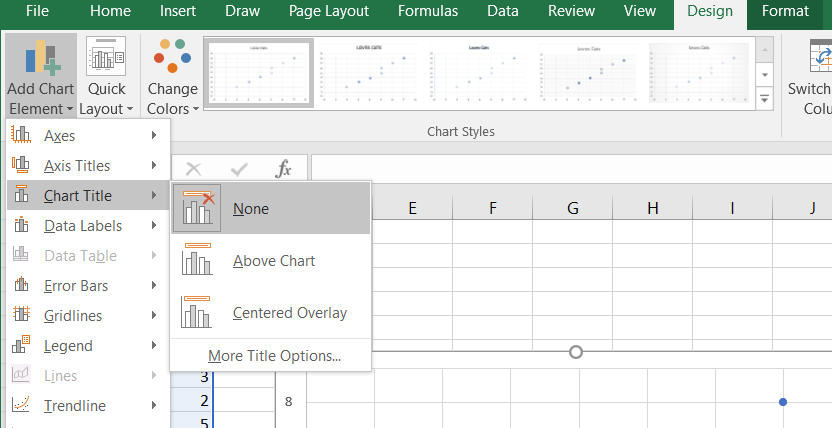 File Home Insert Draw Page Layout Formulas Data Review View Design Format
Add Chart Element
Quick Layout
Change Colors
LOVES CATS
Switch
Colu
Chart Styles
Axes
Axis Titles
Chart Title
Data Labels
Data Table
Error Bars
Gridlines
Legend
Lines
Trendline
None
Above Chart
Centered Overlay
More Title Options...
fx
E F G H I J
3
2
5
8